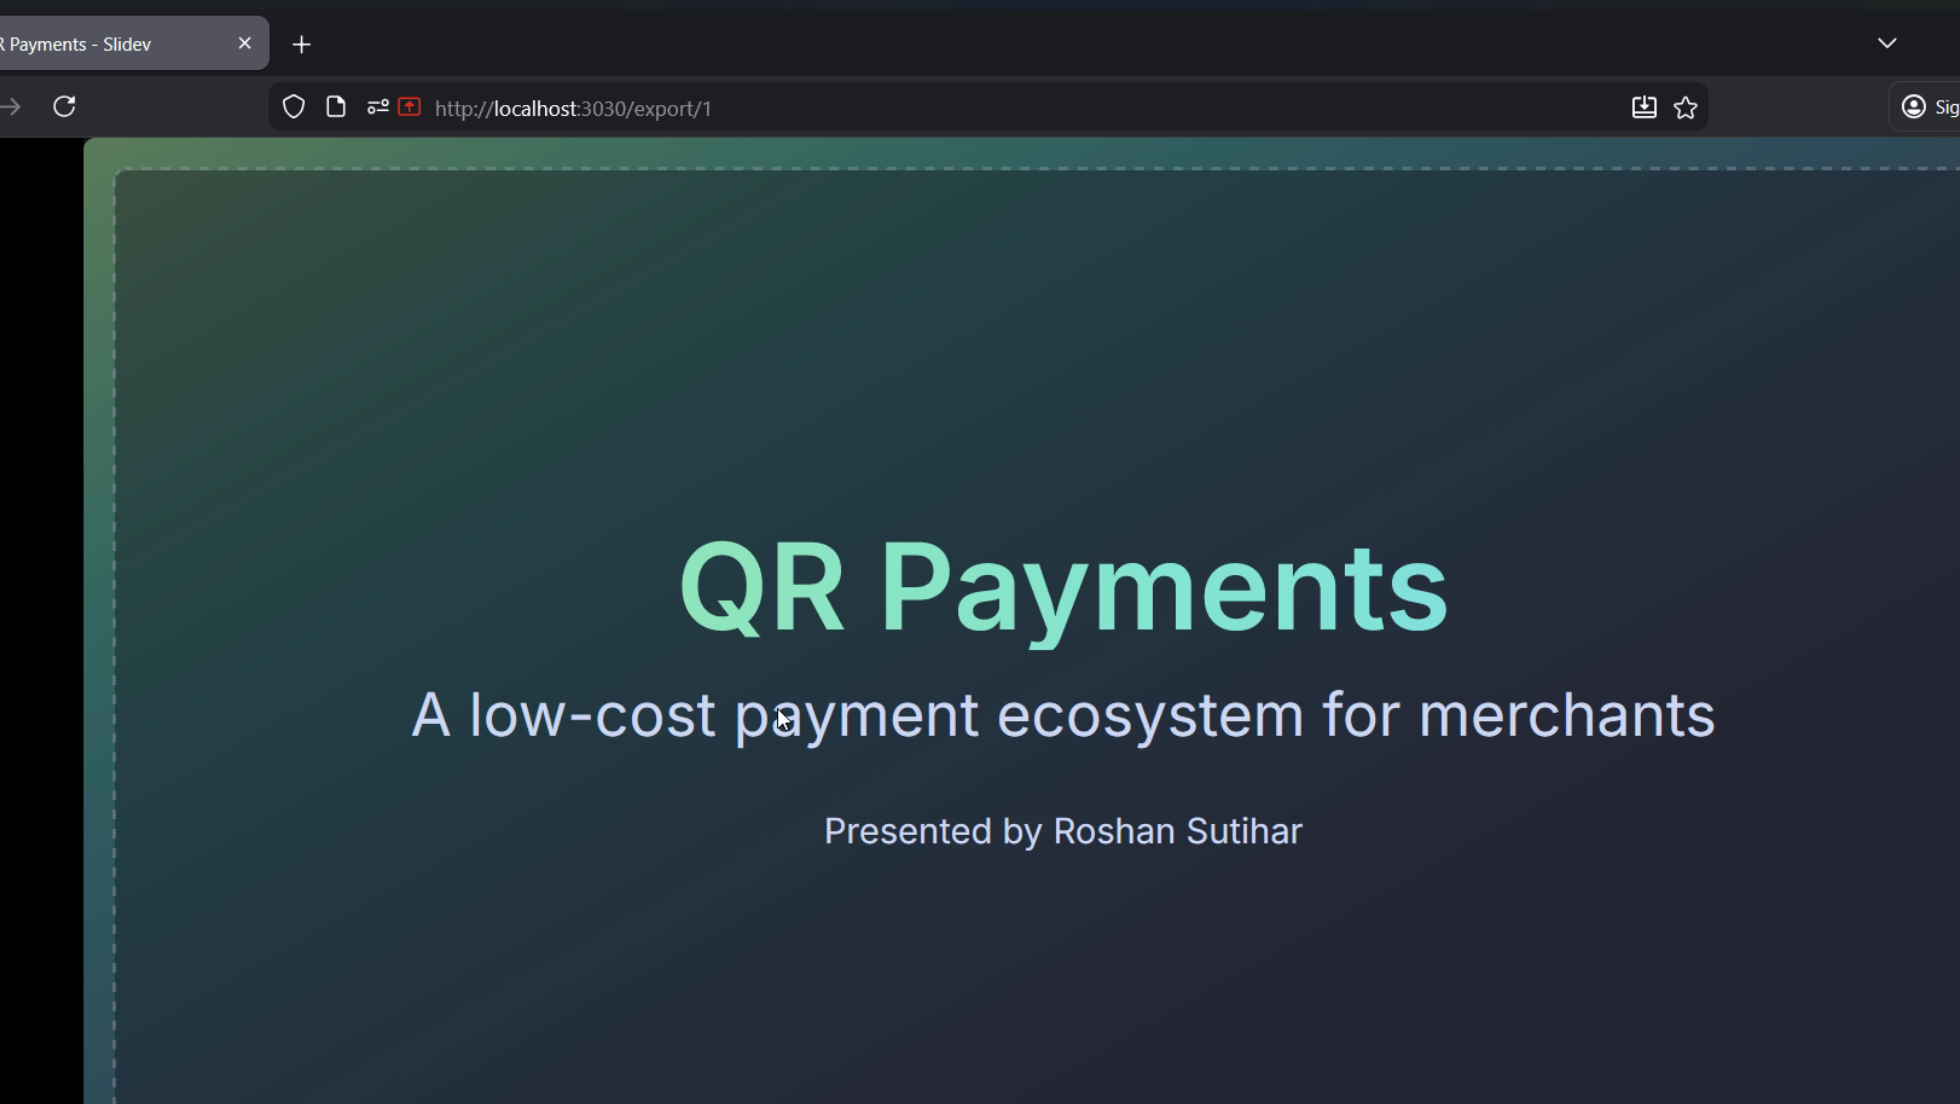 R Payments - Slidev
http://localhost:3030/export/1
Sig
QR Payments
A low-cost payment ecosystem for merchants
Presented by Roshan Sutihar